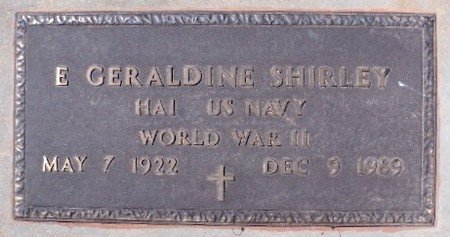 E GERALDINE SHIRLEY
HA1 US NAVY
WORLD WAR II
MAY 7 1922 DEC 9 1989